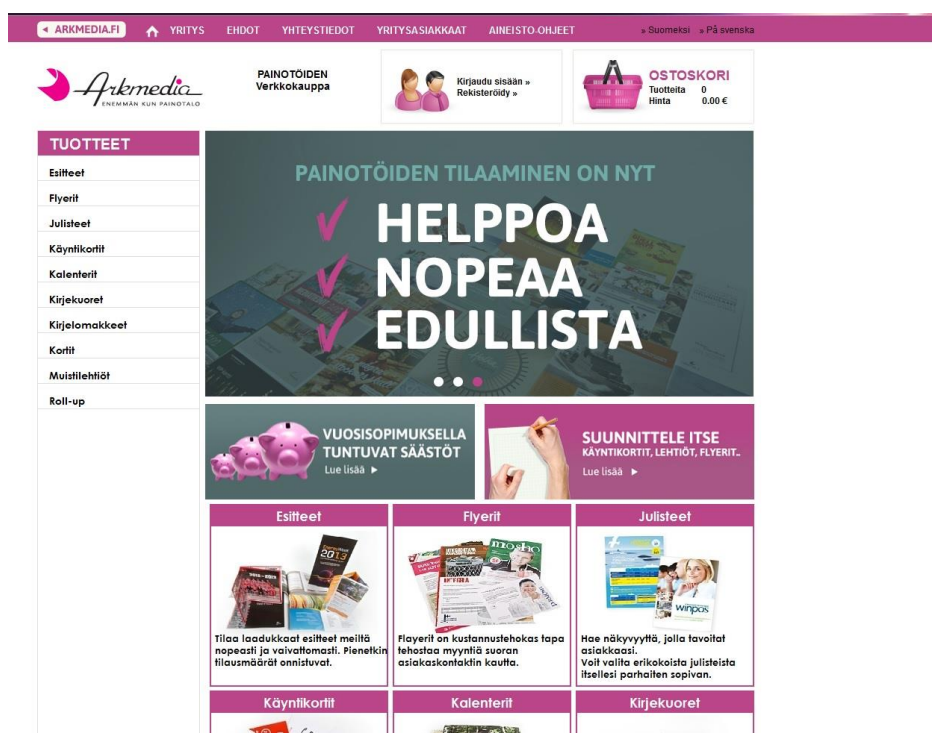 ◄ ARKMEDIA.FI YRITYS EHDOT YHTEYSTIEDOT YRITYSASIAKKAAT AINEISTO-OHJEET » Suomeksi » På svenska
Arkmedia
ENEMMÄN KUN PAINOTALO
PAINOTÖIDEN
Verkkokauppa
Kirjaudu sisään »
Rekisteröidy »
OSTOSKORI
Tuotteita 0
Hinta 0.00 €
TUOTTEET
Esitteet
Flyerit
Julisteet
Käyntikortit
Kalenterit
Kirjekuoret
Kirjelomakkeet
Kortit
Muistilehtiöt
Roll-up
PAINOTÖIDEN TILAAMINEN ON NYT
HELPPOA
NOPEAA
EDULLISTA
VUOSISOPIMUKSELLA
TUNTUVAT SÄÄSTÖT
Lue lisää ►
SUUNNITTELE ITSE
KÄYNTIKORTIT, LEHTIÖT, FLYERIT..
Lue lisää ►
Esitteet
2013
Tilaa laadukkaat esitteet meiltä
nopeasti ja vaivattomasti. Pienetkin
tilausmäärät onnistuvat.
Flyerit
mosho
Flayerit on kustannustehokas tapa
tehostaa myyntiä suoran
asiakaskontaktin kautta.
Julisteet
winpos
Hae näkyvyyttä, jolla tavoitat
asiakkaasi.
Voit valita erikokoista julisteista
itsellesi parhaiten sopivan.
Käyntikortit
Kalenterit
Kirjekuoret